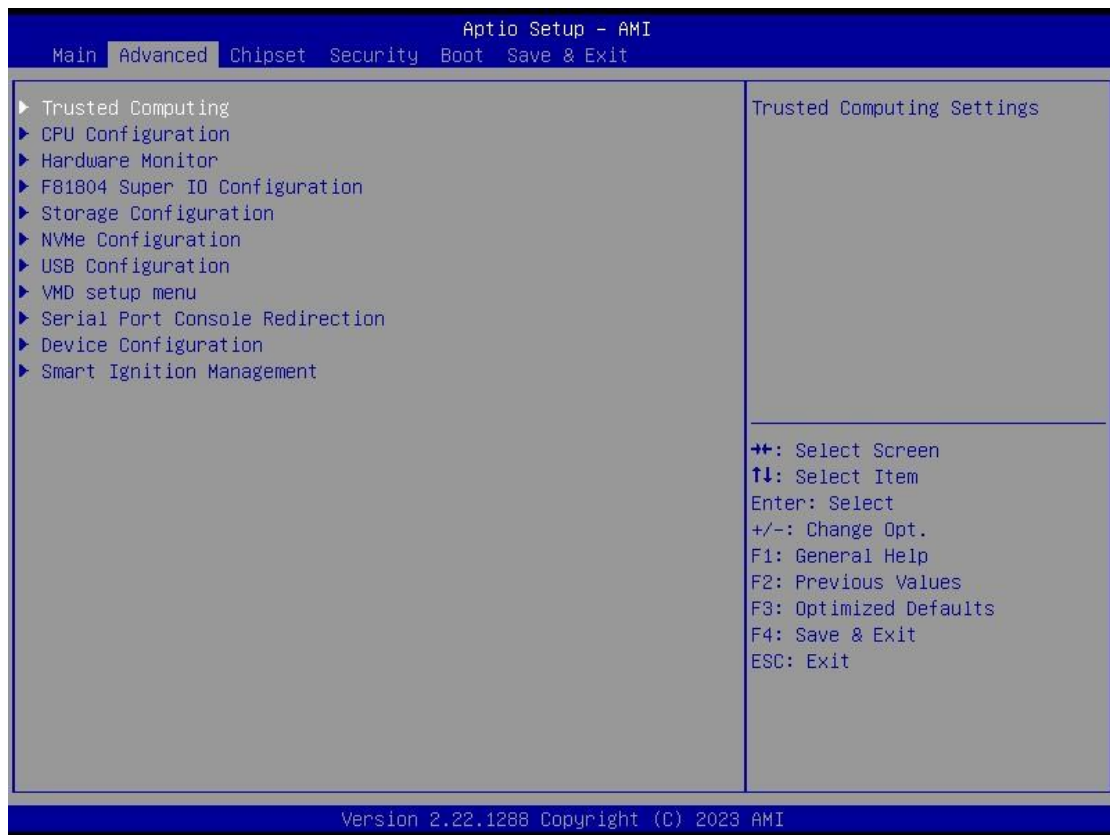 Aptio Setup – AMI
Main Advanced Chipset Security Boot Save & Exit
▶ Trusted Computing
▶ CPU Configuration
▶ Hardware Monitor
▶ F81804 Super IO Configuration
▶ Storage Configuration
▶ NVMe Configuration
▶ USB Configuration
▶ VMD setup menu
▶ Serial Port Console Redirection
▶ Device Configuration
▶ Smart Ignition Management
Trusted Computing Settings
→←: Select Screen
↑↓: Select Item
Enter: Select
+/-: Change Opt.
F1: General Help
F2: Previous Values
F3: Optimized Defaults
F4: Save & Exit
ESC: Exit
Version 2.22.1288 Copyright (C) 2023 AMI